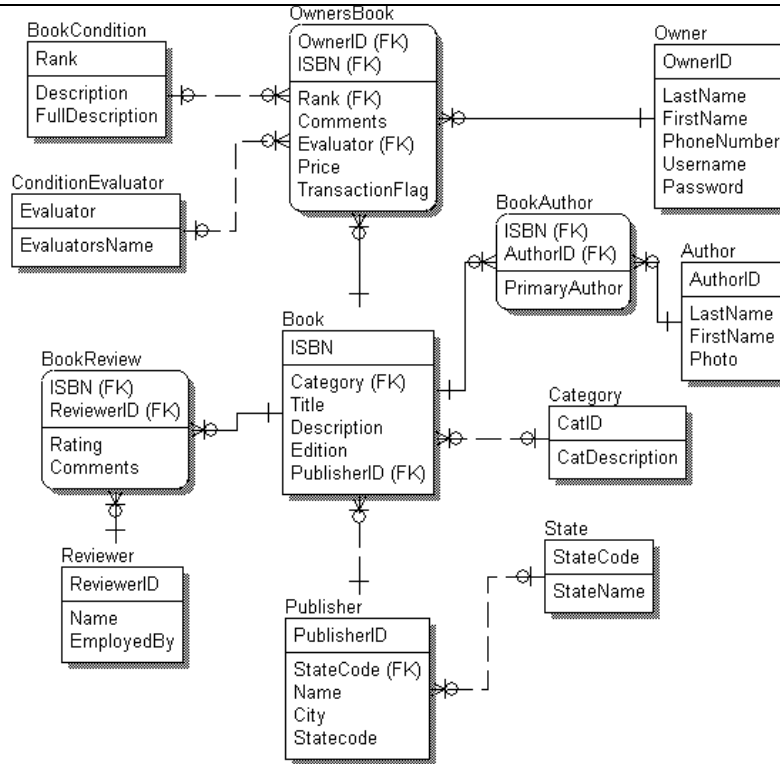 BookCondition
Rank
Description
FullDescription
OwnersBook
OwnerID (FK)
ISBN (FK)
Rank (FK)
Comments
Evaluator (FK)
Price
TransactionFlag
Owner
OwnerID
LastName
FirstName
PhoneNumber
Username
Password
ConditionEvaluator
Evaluator
EvaluatorsName
BookAuthor
ISBN (FK)
AuthorID (FK)
PrimaryAuthor
Author
AuthorID
LastName
FirstName
Photo
Book
ISBN
Category (FK)
Title
Description
Edition
PublisherID (FK)
BookReview
ISBN (FK)
ReviewerID (FK)
Rating
Comments
Category
CatID
CatDescription
Reviewer
ReviewerID
Name
EmployedBy
State
StateCode
StateName
Publisher
PublisherID
StateCode (FK)
Name
City
Statecode